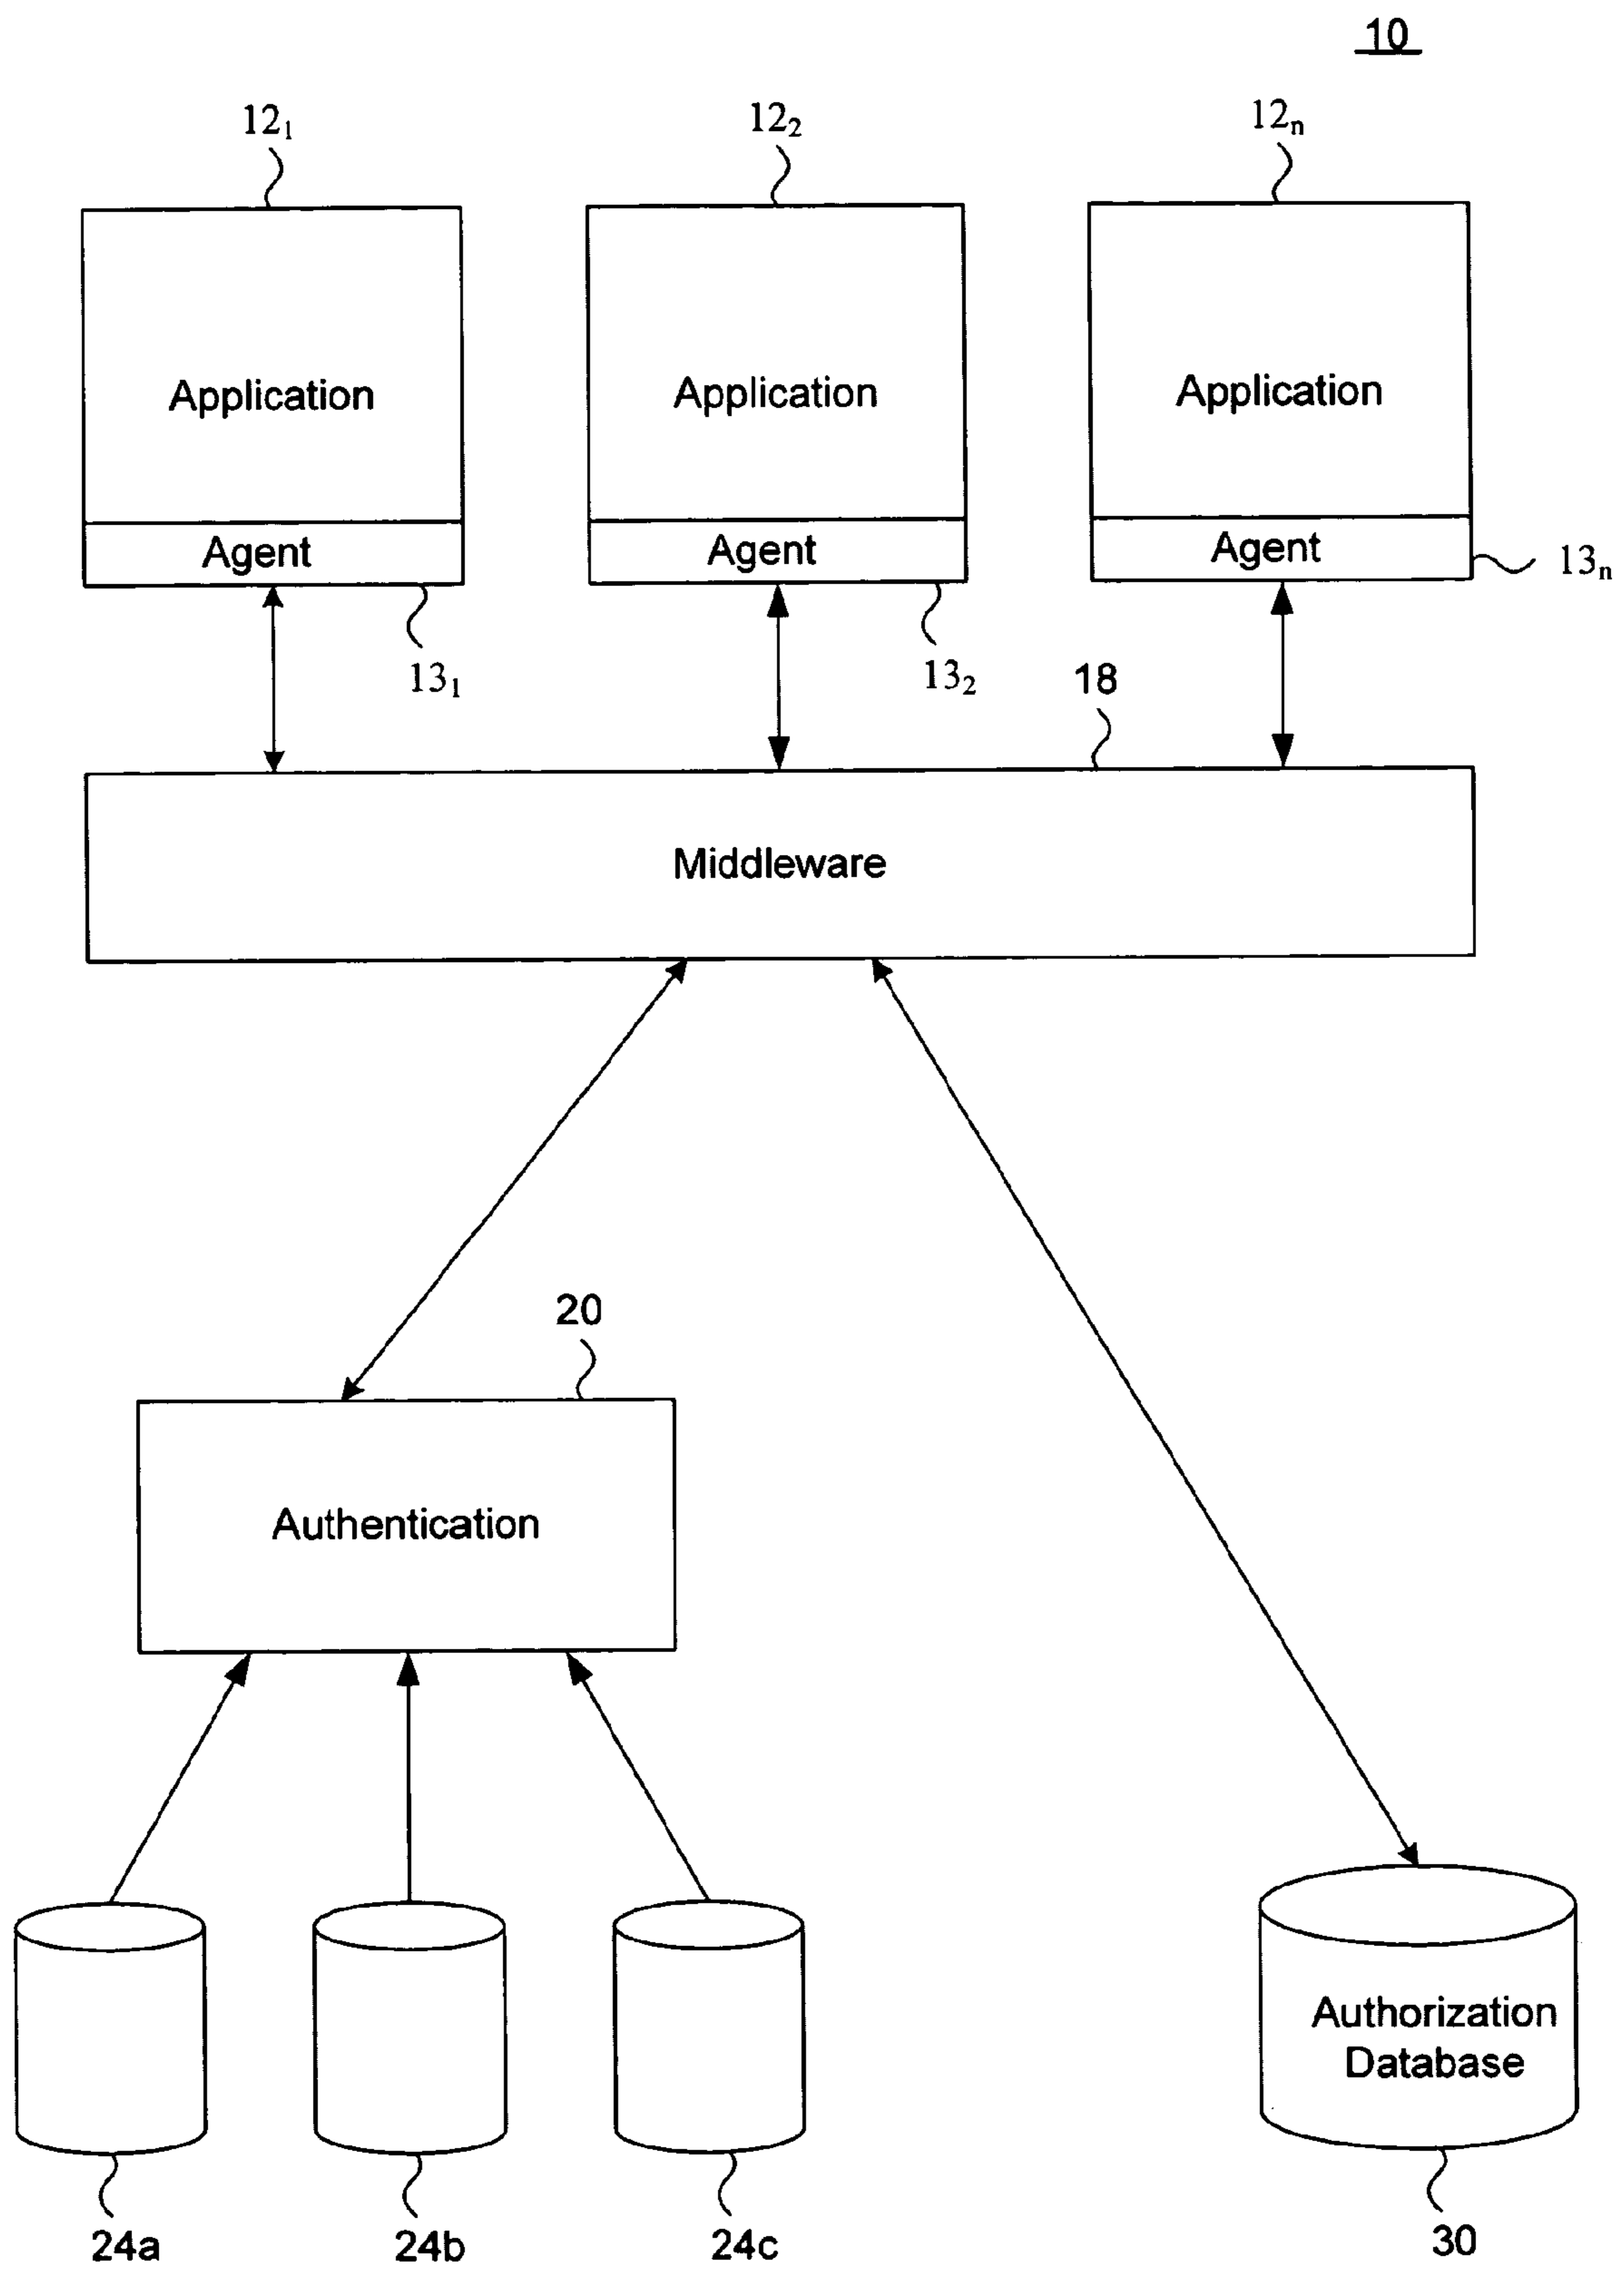 10
12₁
12₂
12ₙ
Application
Application
Application
Agent
Agent
Agent
13ₙ
13₁
13₂
18
Middleware
20
Authentication
Authorization
Database
24a
24b
24c
30